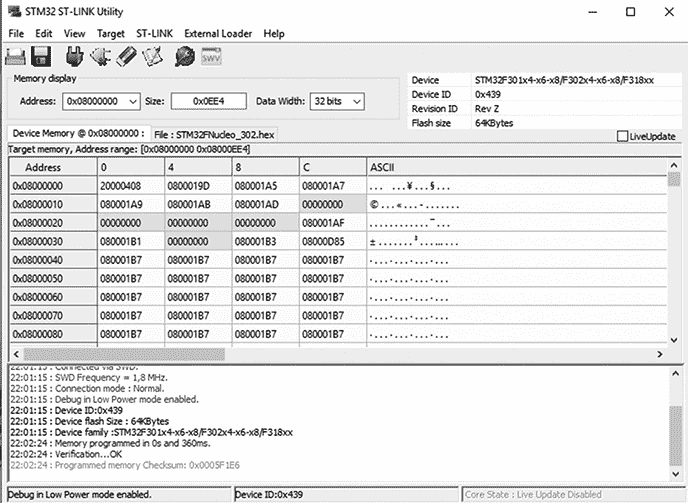 STM32 ST-LINK Utility
File Edit View Target ST-LINK External Loader Help
SWV
Memory display
Address: 0x08000000 Size: 0x0EE4 Data Width: 32 bits
Device STM32F301x4-x6-x8/F302x4-x6-x8/F318xx
Device ID 0x439
Revision ID Rev Z
Flash size 64KBytes
LiveUpdate
Device Memory @ 0x08000000 : File : STM32FNucleo_302.hex
Target memory, Address range: [0x08000000 0x08000EE4]
Address 0 4 8 C ASCII
0x08000000 20000408 0800019D 080001A5 080001A7 ... ...¥...§...
0x08000010 080001A9 080001AB 080001AD 00000000 ©...«...-.......
0x08000020 00000000 00000000 00000000 080001AF ............¯...
0x08000030 080001B1 00000000 080001B3 08000D85 ±.......³.........
0x08000040 080001B7 080001B7 080001B7 080001B7 ·...·...·...·...
0x08000050 080001B7 080001B7 080001B7 080001B7 ·...·...·...·...
0x08000060 080001B7 080001B7 080001B7 080001B7 ·...·...·...·...
0x08000070 080001B7 080001B7 080001B7 080001B7 ·...·...·...·...
0x08000080 080001B7 080001B7 080001B7 080001B7 ·...·...·...·...
22:01:15 : Connected via SWD.
22:01:15 : SWD Frequency = 1,8 MHz.
22:01:15 : Connection mode : Normal.
22:01:15 : Debug in Low Power mode enabled.
22:01:15 : Device ID:0x439
22:01:15 : Device flash Size : 64KBytes
22:01:15 : Device family :STM32F301x4-x6-x8/F302x4-x6-x8/F318xx
22:02:24 : Memory programmed in 0s and 360ms.
22:02:24 : Verification...OK
22:02:24 : Programmed memory Checksum: 0x0005F1E6
Debug in Low Power mode enabled. Device ID:0x439 Core State : Live Update Disabled